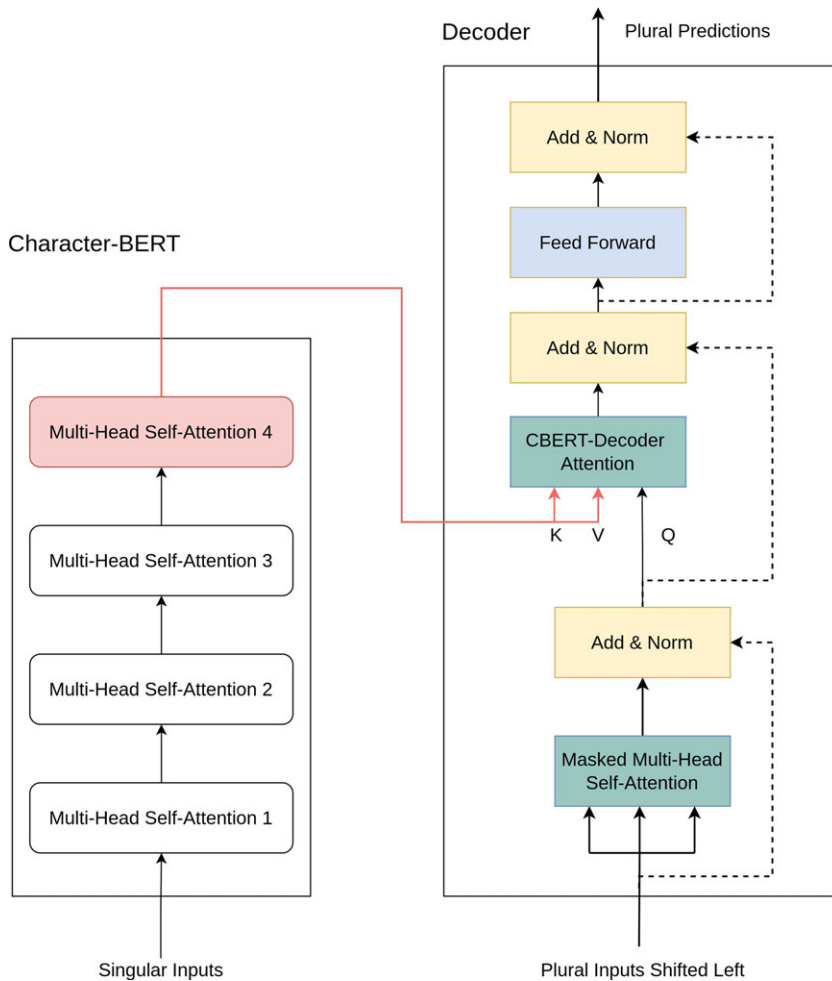 Character-BERT
Multi-Head Self-Attention 4
Multi-Head Self-Attention 3
Multi-Head Self-Attention 2
Multi-Head Self-Attention 1
Singular Inputs
Decoder
Plural Predictions
Add & Norm
Feed Forward
Add & Norm
CBERT-Decoder
Attention
K V Q
Add & Norm
Masked Multi-Head
Self-Attention
Plural Inputs Shifted Left